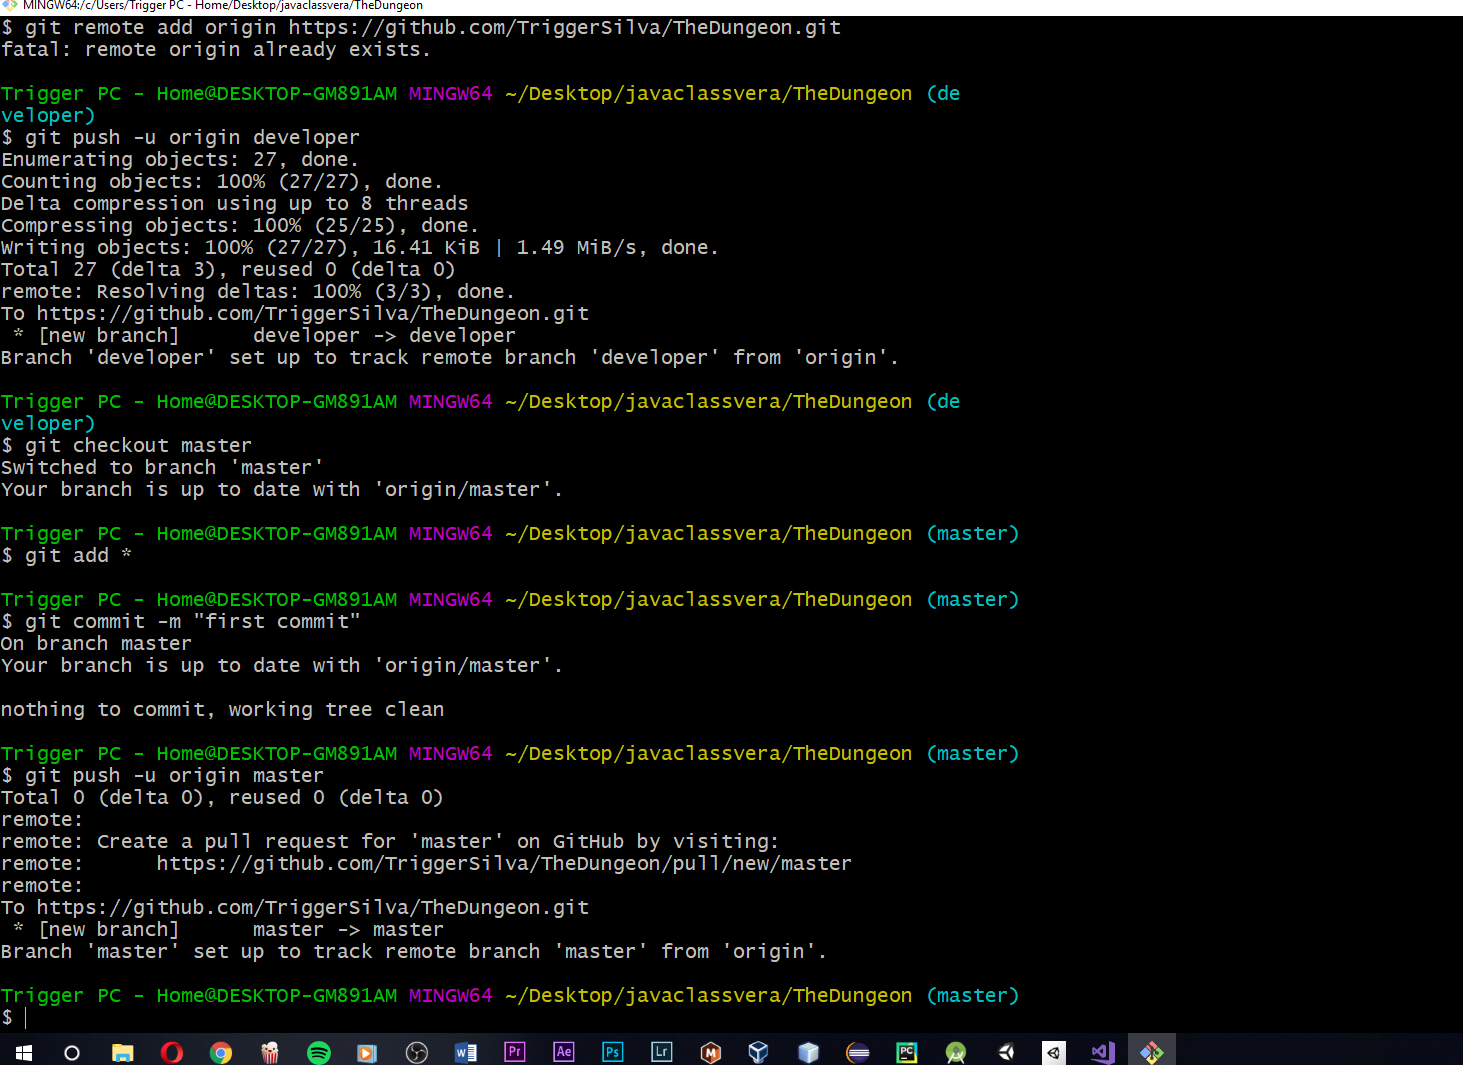 MINGW64:/c/Users/Trigger PC - Home/Desktop/javaclassvera/TheDungeon
$ git remote add origin https://github.com/TriggerSilva/TheDungeon.git
fatal: remote origin already exists.
Trigger PC - Home@DESKTOP-GM891AM MINGW64 ~/Desktop/javaclassvera/TheDungeon (de
veloper)
$ git push -u origin developer
Enumerating objects: 27, done.
Counting objects: 100% (27/27), done.
Delta compression using up to 8 threads
Compressing objects: 100% (25/25), done.
Writing objects: 100% (27/27), 16.41 KiB | 1.49 MiB/s, done.
Total 27 (delta 3), reused 0 (delta 0)
remote: Resolving deltas: 100% (3/3), done.
To https://github.com/TriggerSilva/TheDungeon.git
 * [new branch]      developer -> developer
Branch 'developer' set up to track remote branch 'developer' from 'origin'.
Trigger PC - Home@DESKTOP-GM891AM MINGW64 ~/Desktop/javaclassvera/TheDungeon (de
veloper)
$ git checkout master
Switched to branch 'master'
Your branch is up to date with 'origin/master'.
Trigger PC - Home@DESKTOP-GM891AM MINGW64 ~/Desktop/javaclassvera/TheDungeon (master)
$ git add *
Trigger PC - Home@DESKTOP-GM891AM MINGW64 ~/Desktop/javaclassvera/TheDungeon (master)
$ git commit -m "first commit"
On branch master
Your branch is up to date with 'origin/master'.
nothing to commit, working tree clean
Trigger PC - Home@DESKTOP-GM891AM MINGW64 ~/Desktop/javaclassvera/TheDungeon (master)
$ git push -u origin master
Total 0 (delta 0), reused 0 (delta 0)
remote:
remote: Create a pull request for 'master' on GitHub by visiting:
remote:      https://github.com/TriggerSilva/TheDungeon/pull/new/master
remote:
To https://github.com/TriggerSilva/TheDungeon.git
 * [new branch]      master -> master
Branch 'master' set up to track remote branch 'master' from 'origin'.
Trigger PC - Home@DESKTOP-GM891AM MINGW64 ~/Desktop/javaclassvera/TheDungeon (master)
$
W Pr Ae Ps Lr M PC